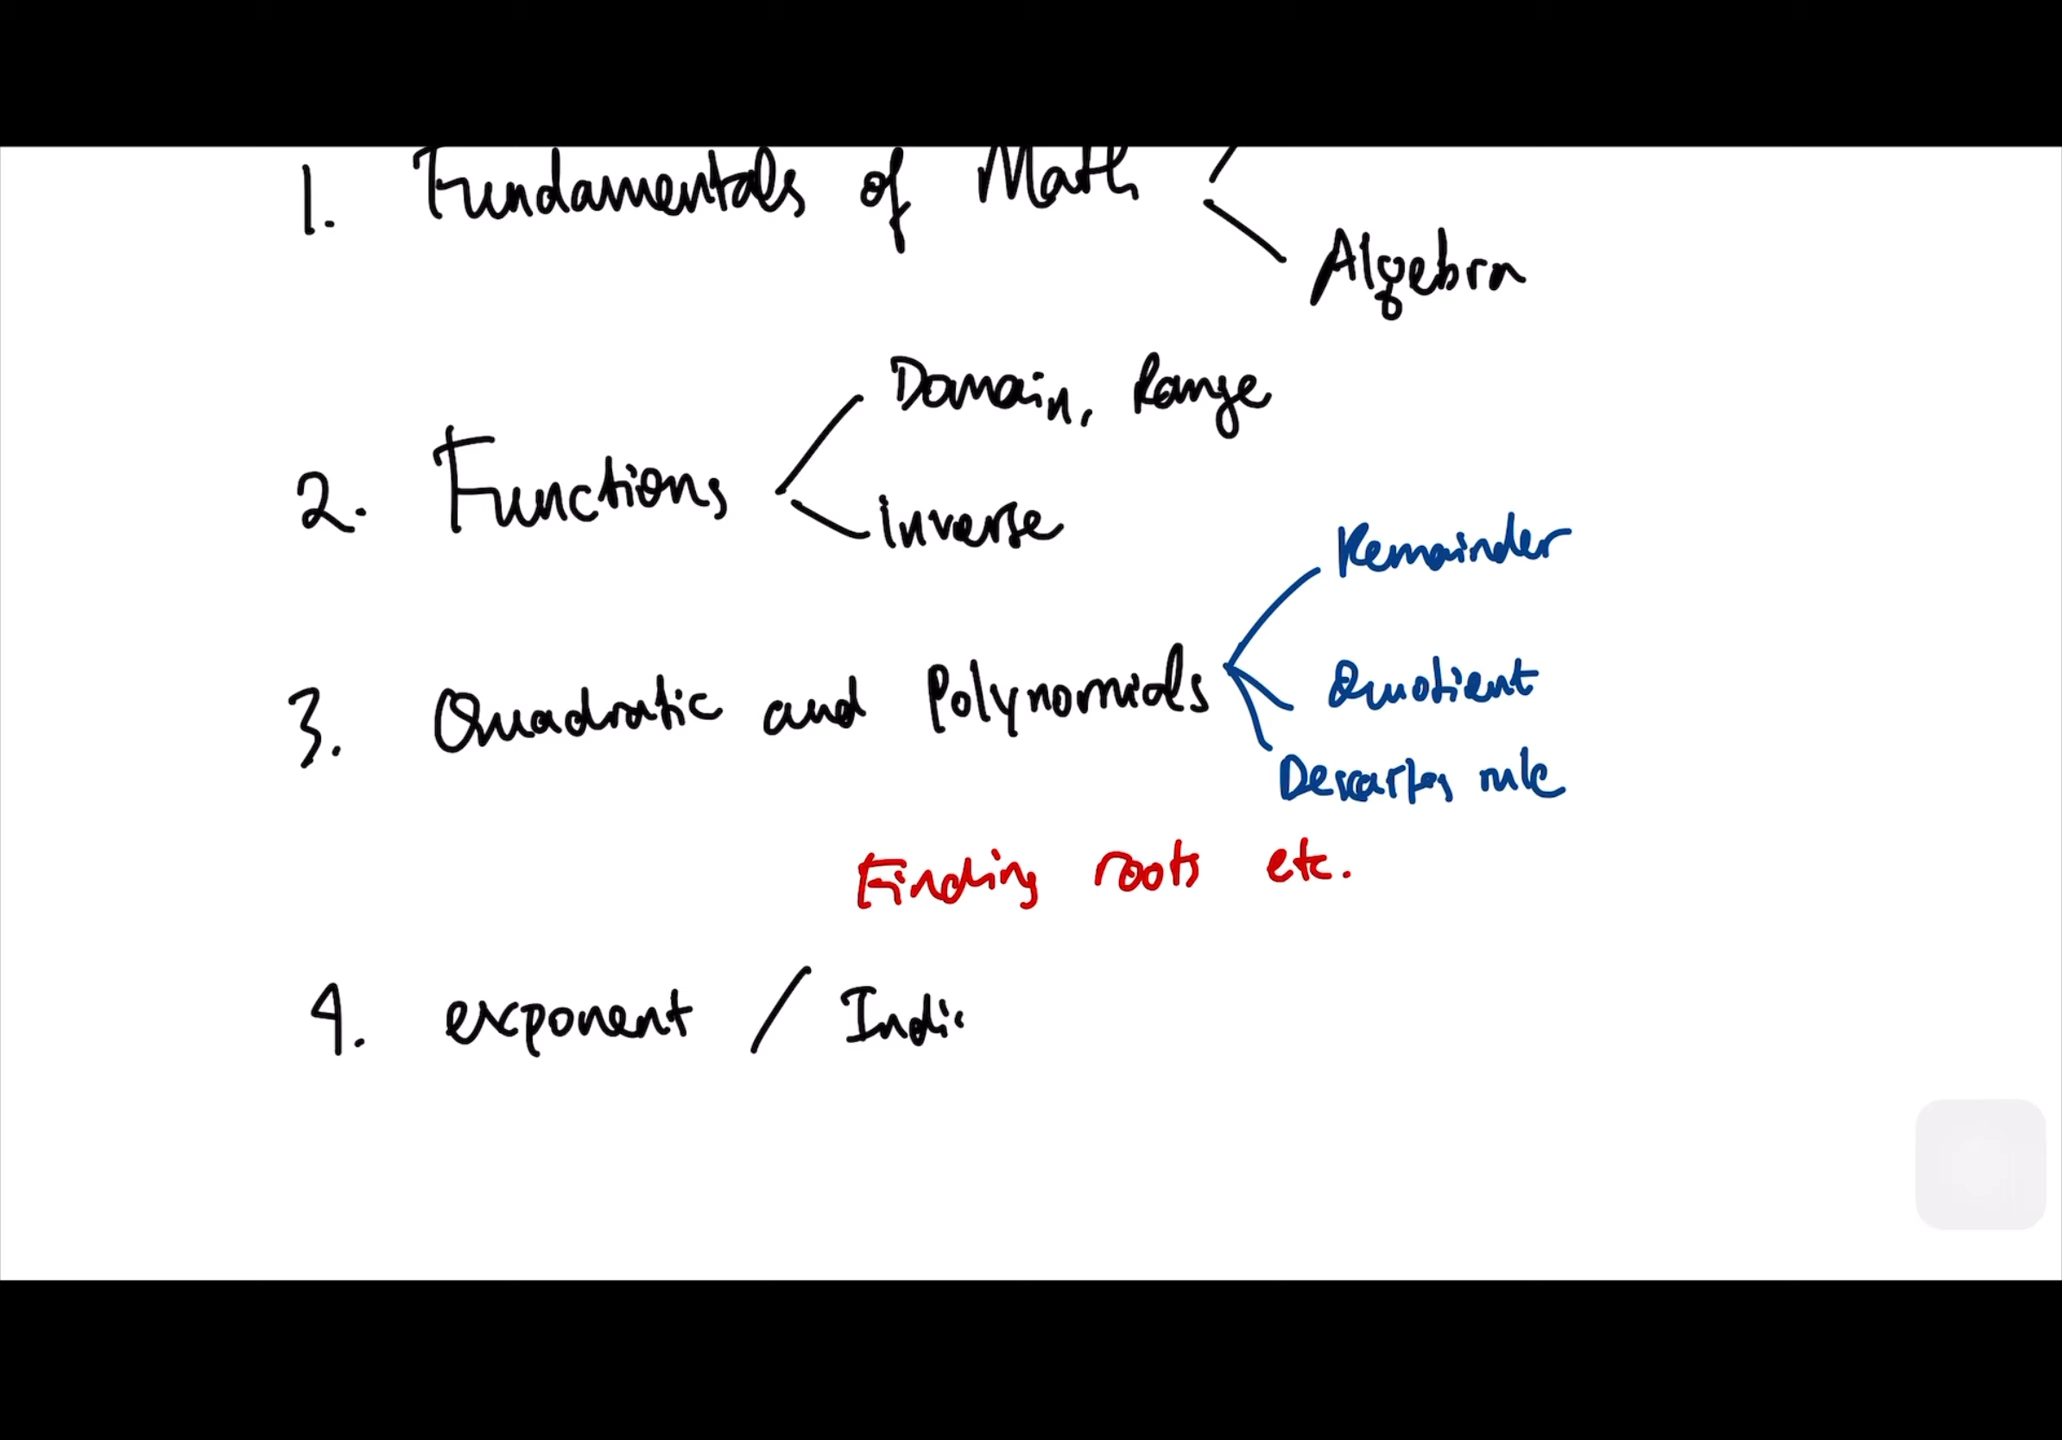 1. Fundamentals of Math
Algebra
Domain, Range
2. Functions
inverse
Remainder
3. Quadratic and Polynomials
Quotient
Descartes rule
Finding roots etc.
4. exponent / Indi